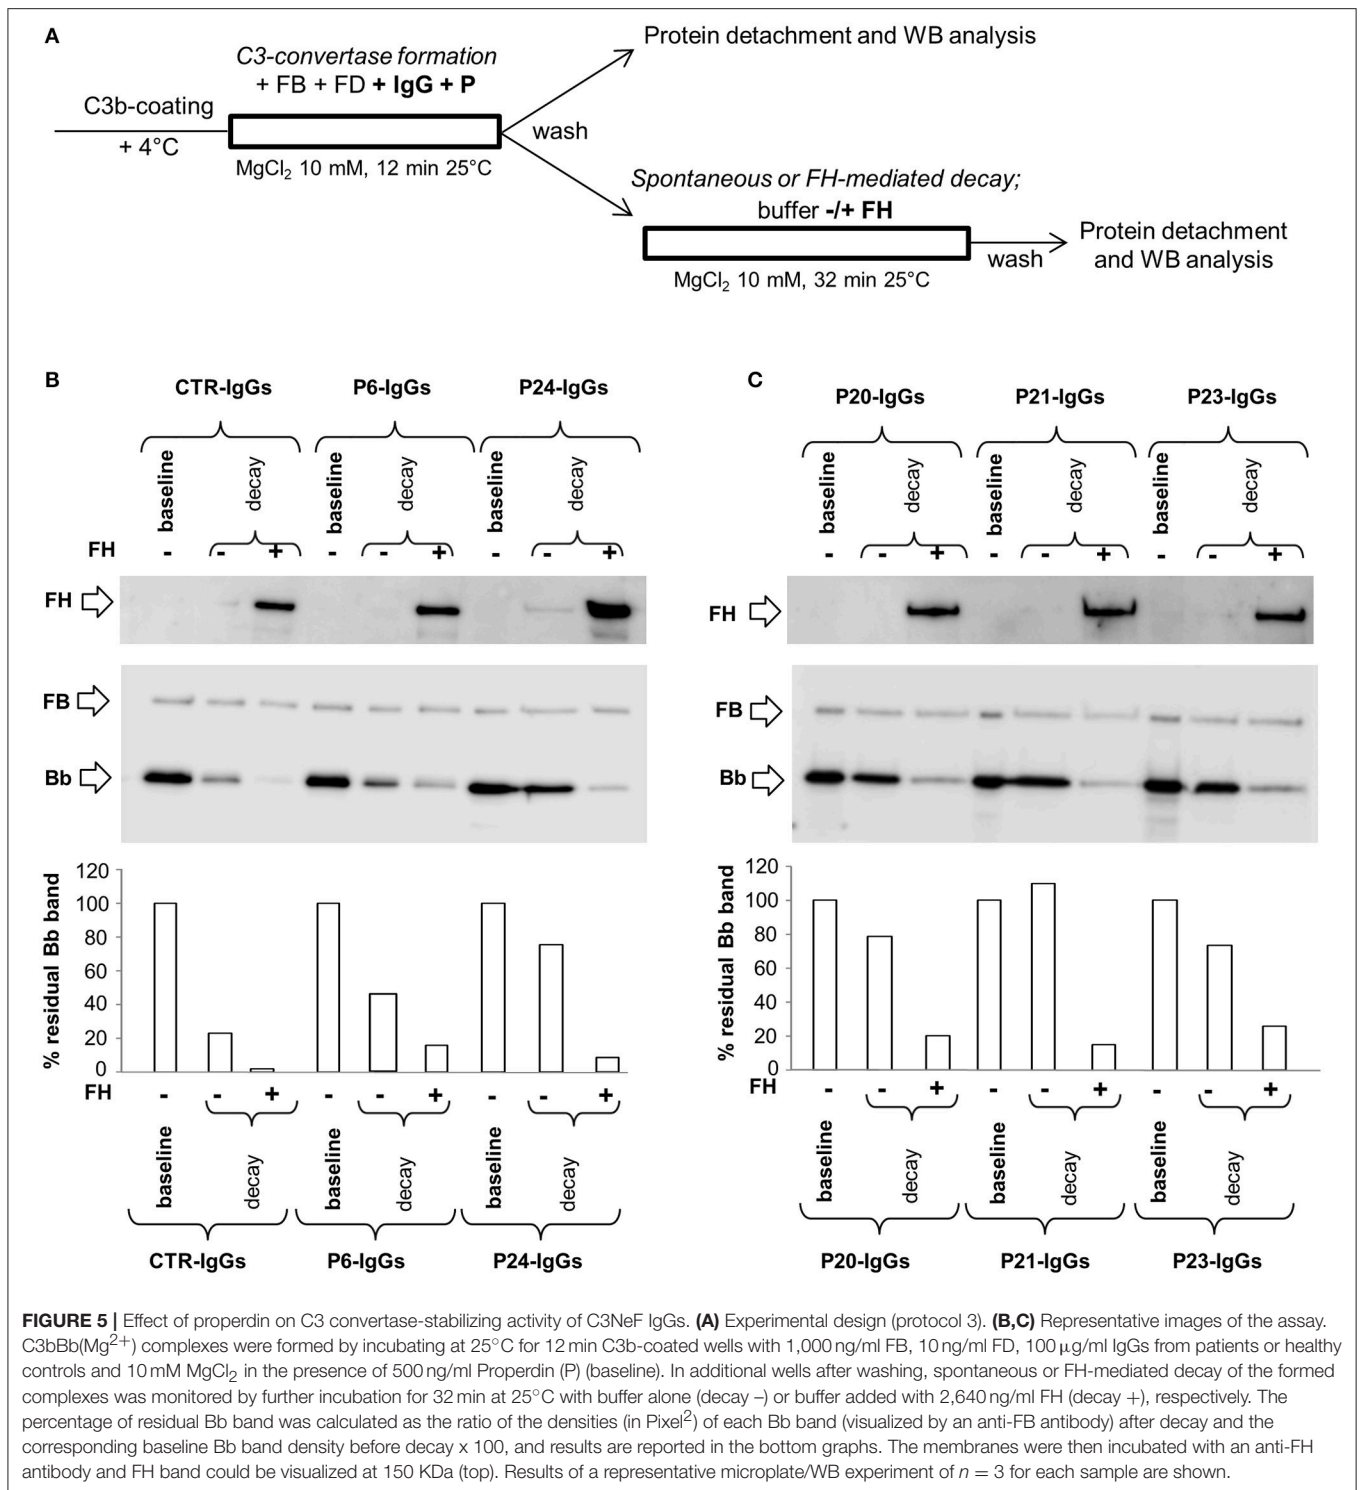 A
C3-convertase formation
+ FB + FD + IgG + P
C3b-coating
+ 4°C
MgCl2 10 mM, 12 min 25°C
wash
Protein detachment and WB analysis
Spontaneous or FH-mediated decay;
buffer -/+ FH
MgCl2 10 mM, 32 min 25°C
wash
Protein detachment
and WB analysis
B
CTR-IgGs P6-IgGs P24-IgGs
baseline decay baseline decay baseline decay
FH - - + - - + - - +
FH
FB
Bb
% residual Bb band
120
100
80
60
40
20
0
FH - - + - - + - - +
baseline decay baseline decay baseline decay
CTR-IgGs P6-IgGs P24-IgGs
C
P20-IgGs P21-IgGs P23-IgGs
baseline decay baseline decay baseline decay
- - + - - + - - +
FH
FB
Bb
% residual Bb band
120
100
80
60
40
20
0
FH - - + - - + - - +
baseline decay baseline decay baseline decay
P20-IgGs P21-IgGs P23-IgGs
FIGURE 5 | Effect of properdin on C3 convertase-stabilizing activity of C3NeF IgGs. (A) Experimental design (protocol 3). (B,C) Representative images of the assay.
C3bBb(Mg2+) complexes were formed by incubating at 25°C for 12 min C3b-coated wells with 1,000 ng/ml FB, 10 ng/ml FD, 100 μg/ml IgGs from patients or healthy
controls and 10 mM MgCl2 in the presence of 500 ng/ml Properdin (P) (baseline). In additional wells after washing, spontaneous or FH-mediated decay of the formed
complexes was monitored by further incubation for 32 min at 25°C with buffer alone (decay –) or buffer added with 2,640 ng/ml FH (decay +), respectively. The
percentage of residual Bb band was calculated as the ratio of the densities (in Pixel2) of each Bb band (visualized by an anti-FB antibody) after decay and the
corresponding baseline Bb band density before decay x 100, and results are reported in the bottom graphs. The membranes were then incubated with an anti-FH
antibody and FH band could be visualized at 150 KDa (top). Results of a representative microplate/WB experiment of n = 3 for each sample are shown.